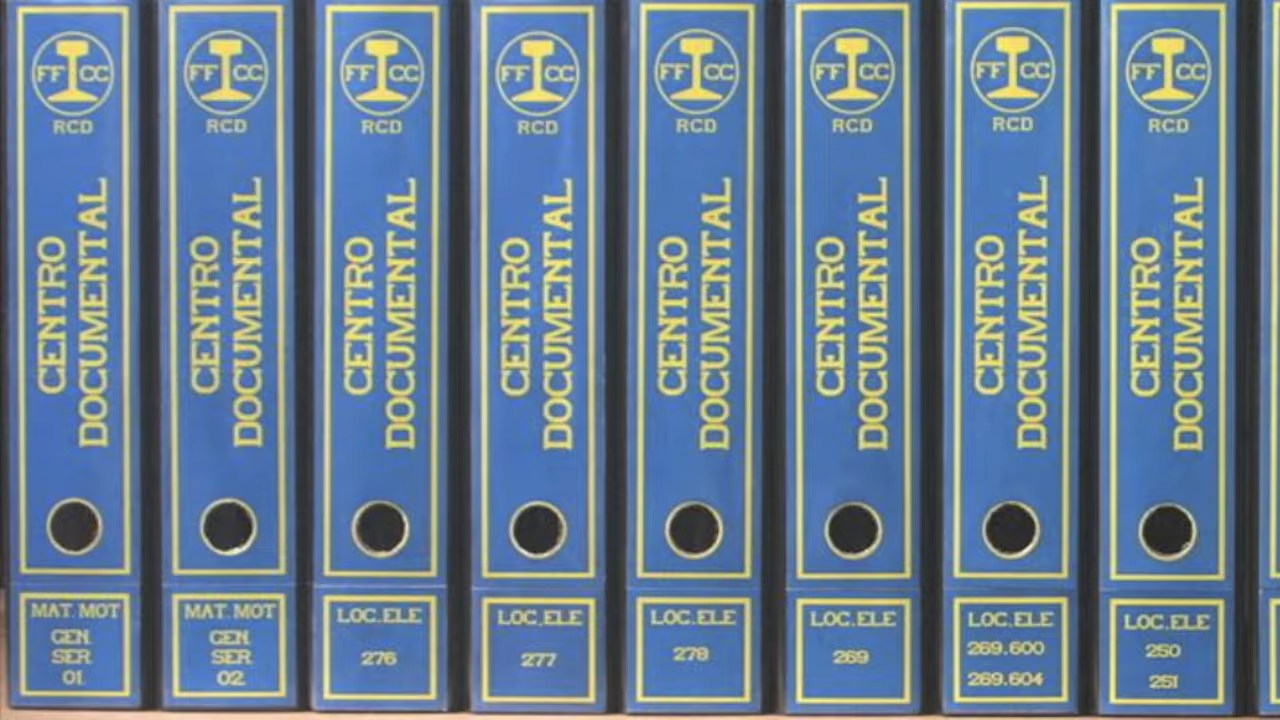 FF CC
RCD
CENTRO
DOCUMENTAL
MAT. MOT
GEN.
SER
01
FF CC
RCD
CENTRO
DOCUMENTAL
MAT. MOT
GEN.
SER
02
FF CC
RCD
CENTRO
DOCUMENTAL
LOC.ELE
276
FF CC
RCD
CENTRO
DOCUMENTAL
LOC.ELE
277
FF CC
RCD
CENTRO
DOCUMENTAL
LOC.ELE
278
FF CC
RCD
CENTRO
DOCUMENTAL
LOC.ELE
269
FF CC
RCD
CENTRO
DOCUMENTAL
LOC.ELE
269.600
269.604
FF CC
RCD
CENTRO
DOCUMENTAL
LOC.ELE
250
251